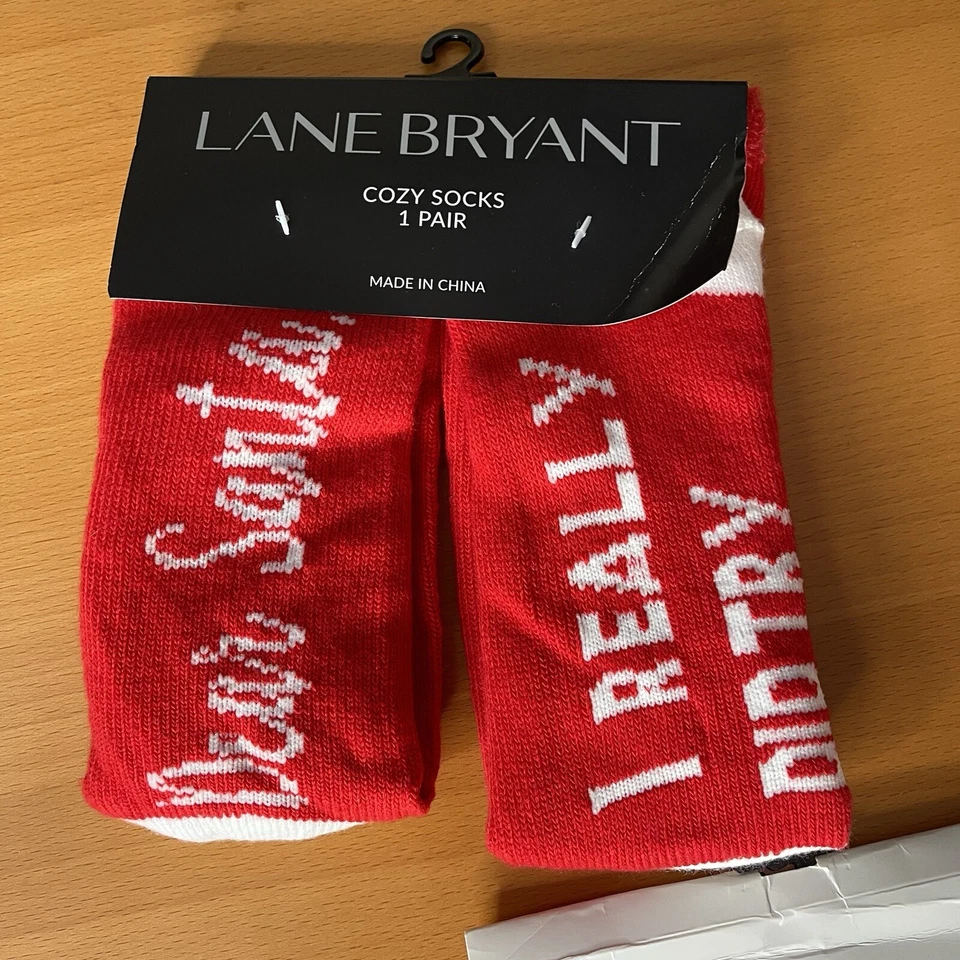 LANE BRYANT
COZY SOCKS
1 PAIR
MADE IN CHINA
Dear Santa,
I REALLY
DID TRY